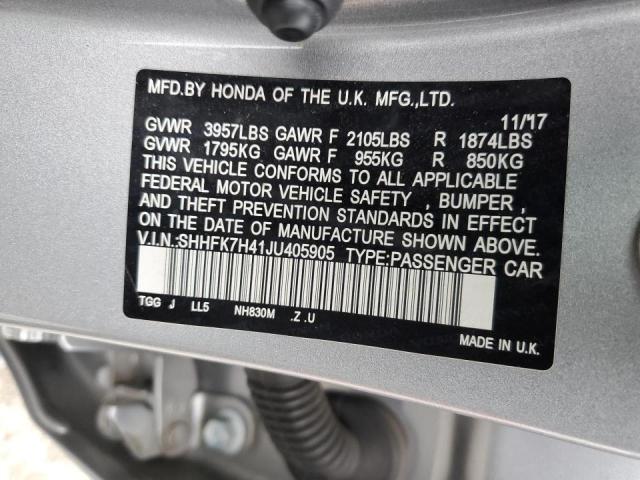 MFD.BY HONDA OF THE U.K. MFG.,LTD.
11/17
GVWR 3957LBS GAWR F 2105LBS R 1874LBS
GVWR 1795KG GAWR F 955KG R 850KG
THIS VEHICLE CONFORMS TO ALL APPLICABLE
FEDERAL MOTOR VEHICLE SAFETY , BUMPER ,
AND THEFT PREVENTION STANDARDS IN EFFECT
ON THE DATE OF MANUFACTURE SHOWN ABOVE.
V.I.N.:SHHFK7H41JU405905 TYPE:PASSENGER CAR
TGG J LL5 NH830M .Z .U
MADE IN U.K.